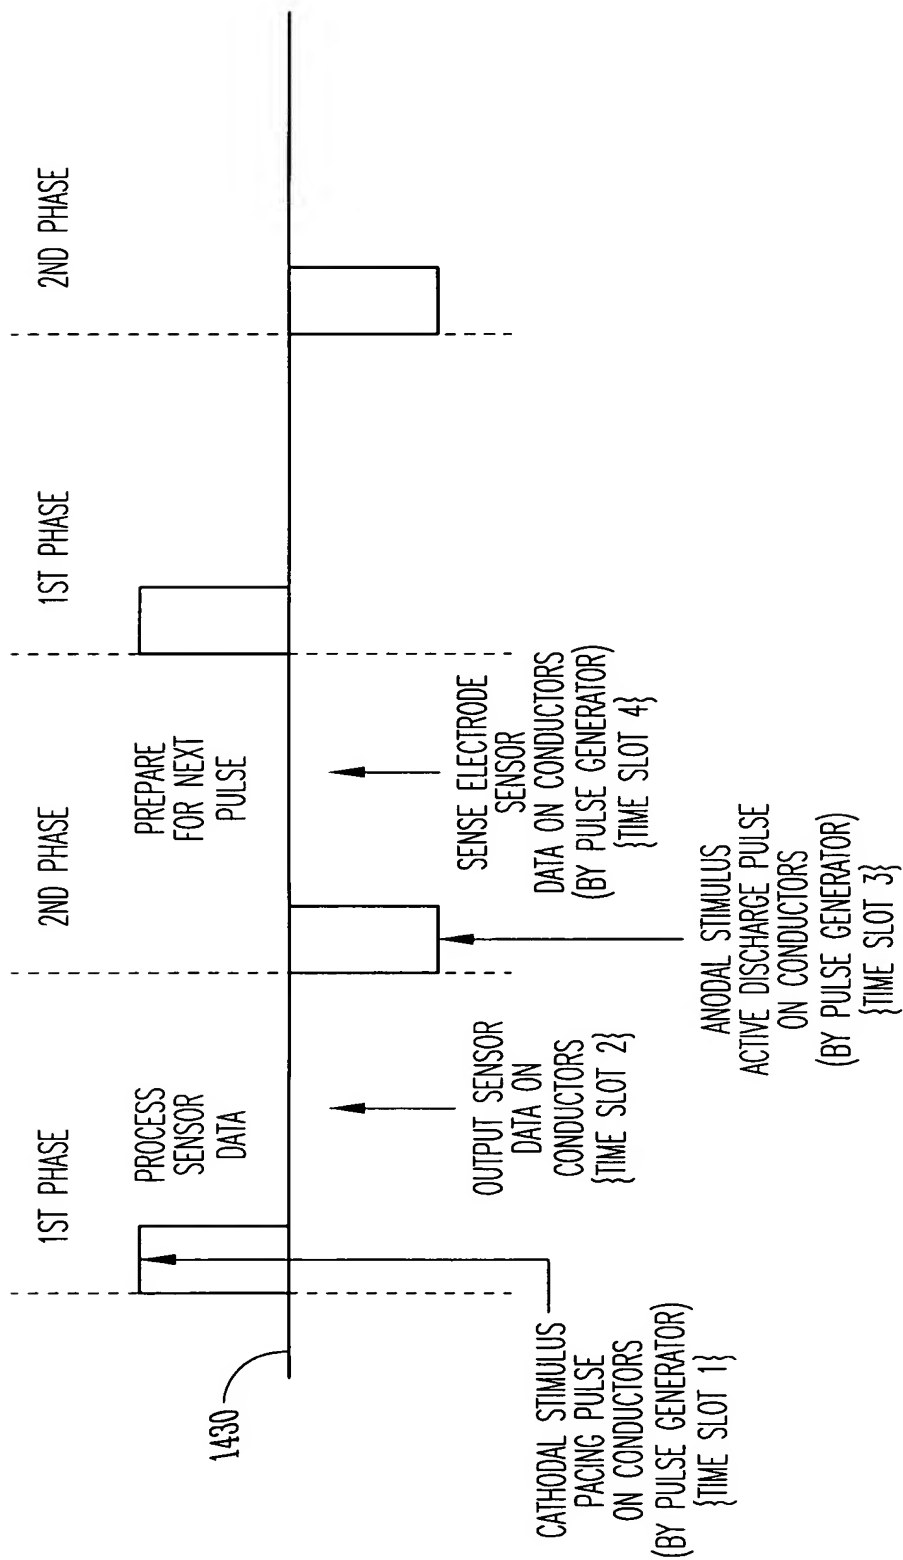 1ST PHASE
2ND PHASE
1ST PHASE
2ND PHASE
PROCESS
SENSOR
DATA
PREPARE
FOR NEXT
PULSE
1430
CATHODAL STIMULUS
PACING PULSE
ON CONDUCTORS
(BY PULSE GENERATOR)
{TIME SLOT 1}
OUTPUT SENSOR
DATA ON
CONDUCTORS
{TIME SLOT 2}
ANODAL STIMULUS
ACTIVE DISCHARGE PULSE
ON CONDUCTORS
(BY PULSE GENERATOR)
{TIME SLOT 3}
SENSE ELECTRODE
SENSOR
DATA ON CONDUCTORS
(BY PULSE GENERATOR)
{TIME SLOT 4}